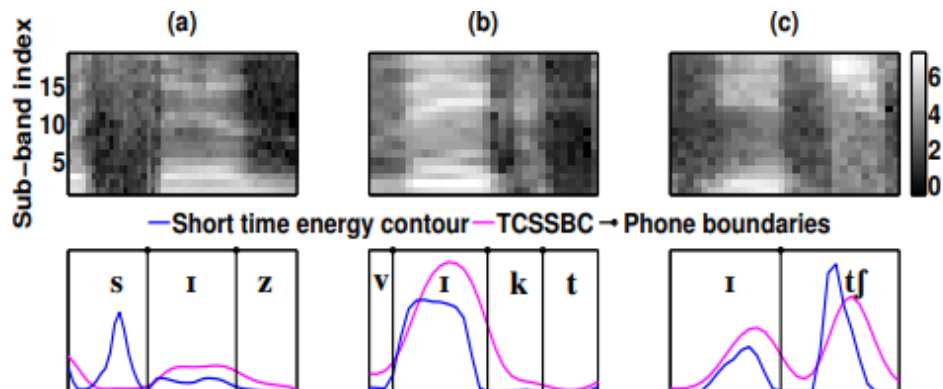 (a) (b) (c)
Sub-band index
15
10
5
6
4
2
0
Short time energy contour TCSSBC Phone boundaries
s ɪ z v ɪ k t ɪ tʃ